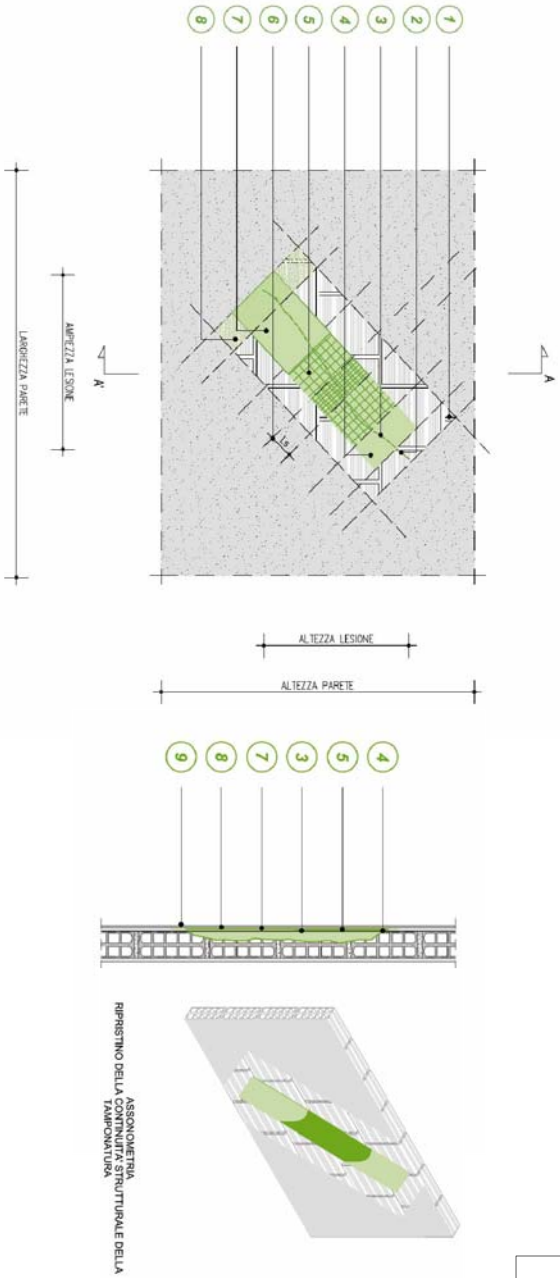 1
2
3
4
5
6
7
8
A
A'
Ls
AMPIEZZA LESIONE
LARGHEZZA PARETE
ALTEZZA LESIONE
ALTEZZA PARETE
4
5
3
7
8
9
ASSONOMETRIA
RIPRISTINO DELLA CONTINUITA' STRUTTURALE DELLA
TAMPONATURA